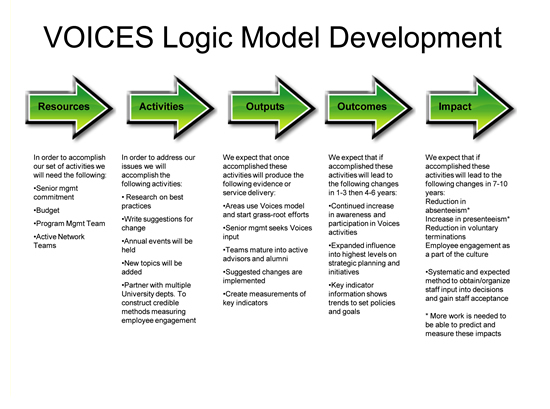 VOICES Logic Model Development
Resources
Activities
Outputs
Outcomes
Impact
In order to accomplish
our set of activities we
will need the following:
•Senior mgmt
commitment
•Budget
•Program Mgmt Team
•Active Network
Teams
In order to address our
issues we will
accomplish the
following activities:
• Research on best
practices
•Write suggestions for
change
•Annual events will be
held
•New topics will be
added
•Partner with multiple
University depts. To
construct credible
methods measuring
employee engagement
We expect that once
accomplished these
activities will produce the
following evidence or
service delivery:
•Areas use Voices model
and start grass-root efforts
•Senior mgmt seeks Voices
input
•Teams mature into active
advisors and alumni
•Suggested changes are
implemented
•Create measurements of
key indicators
We expect that if
accomplished these
activities will lead to
the following changes
in 1-3 then 4-6 years:
•Continued increase
in awareness and
participation in Voices
activities
•Expanded influence
into highest levels on
strategic planning and
initiatives
•Key indicator
information shows
trends to set policies
and goals
We expect that if
accomplished these
activities will lead to the
following changes in 7-10
years:
Reduction in
absenteeism*
Increase in presenteeism*
Reduction in voluntary
terminations
Employee engagement as
a part of the culture
•Systematic and expected
method to obtain/organize
staff input into decisions
and gain staff acceptance
* More work is needed to
be able to predict and
measure these impacts